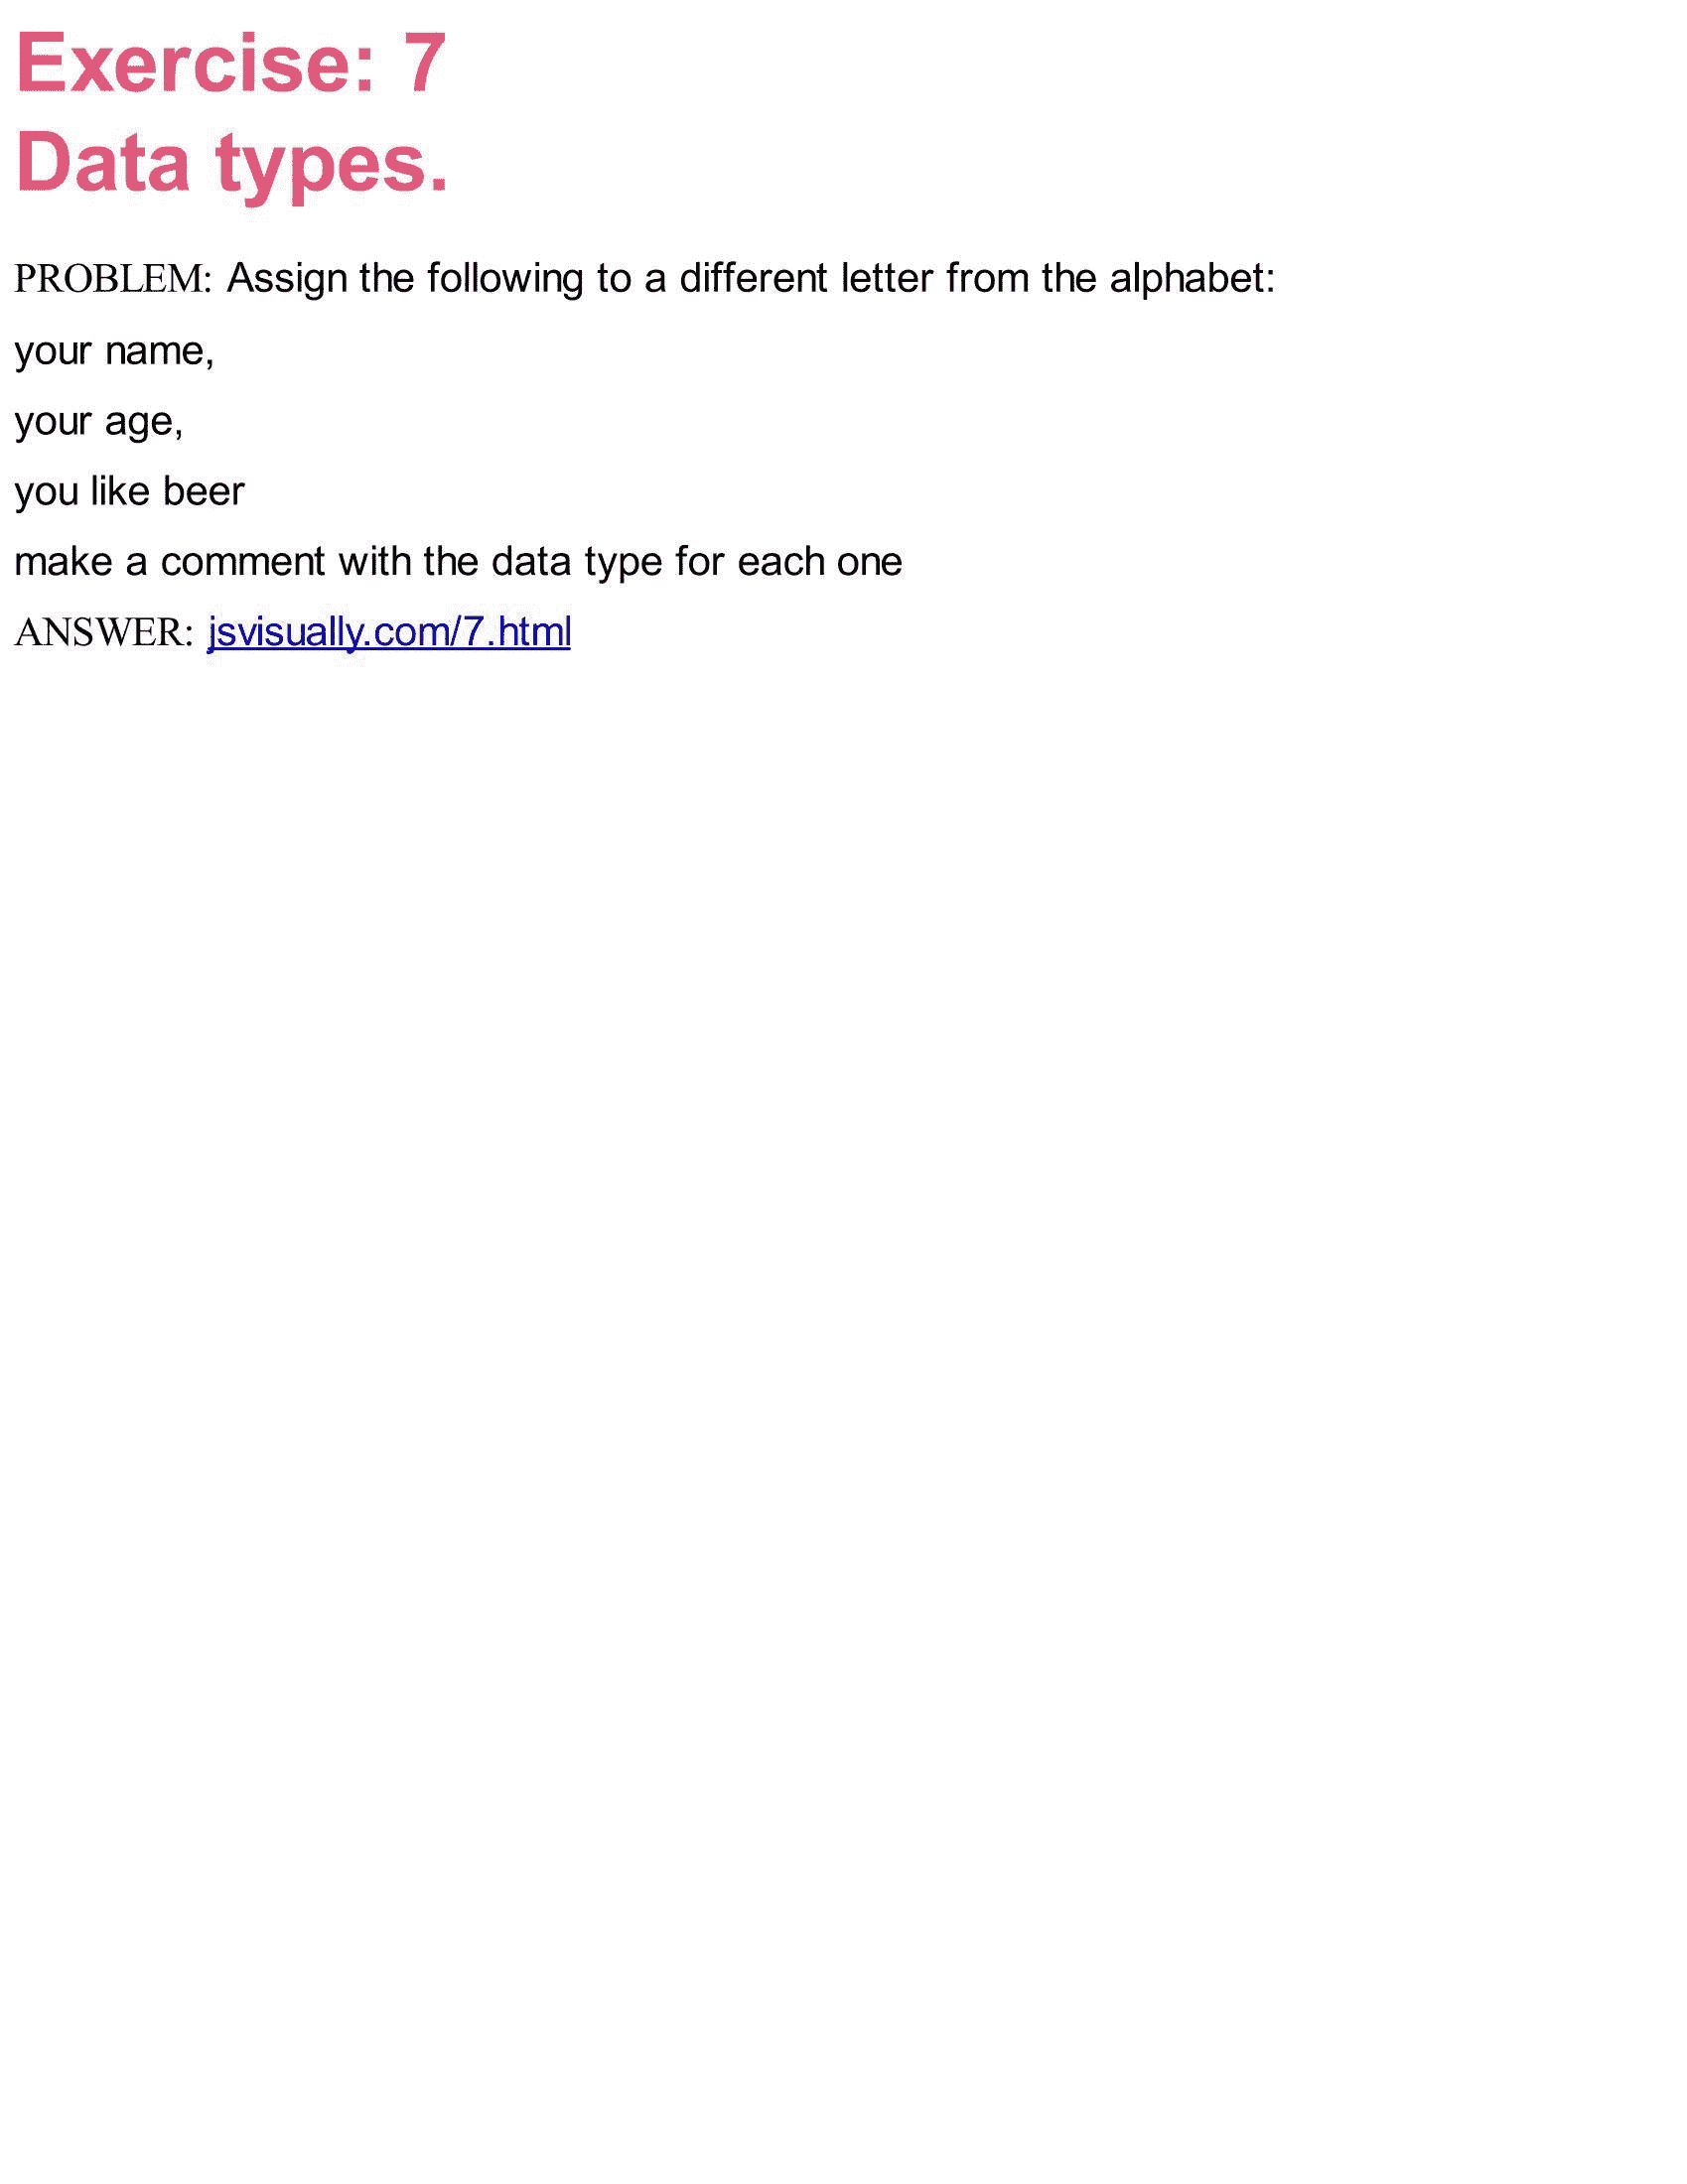 Exercise: 7
Data types.
PROBLEM: Assign the following to a different letter from the alphabet:
your name,
your age,
you like beer
make a comment with the data type for each one
ANSWER: jsvisually.com/7.html